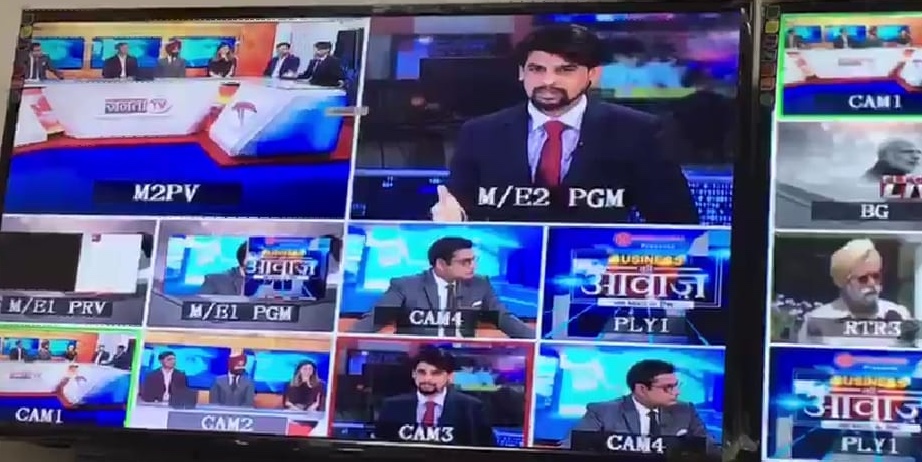 जनता TV
M2PV
M/E2 PGM
CAM1
BG
M/E1 PRV
BUSINESS
आवाज़
M/E1 PGM
CAM4
BUSINESS
की
आवाज़
PLY1
RTR3
CAM1
CAM2
CAM3
CAM4
BUSINESS
की
आवाज़
PLY1